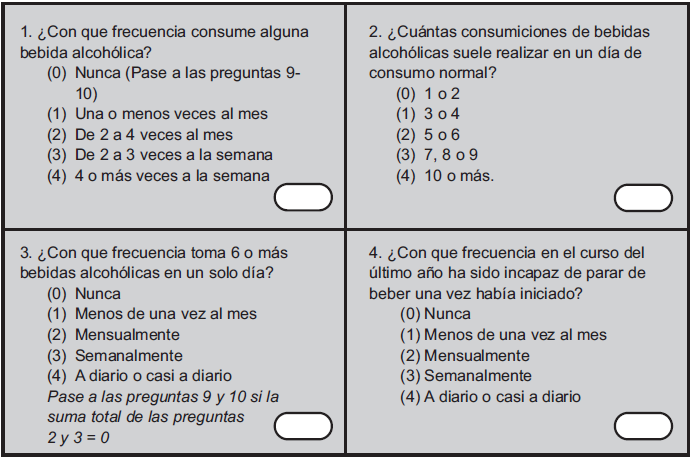 1. ¿Con que frecuencia consume alguna
bebida alcohólica?
(0) Nunca (Pase a las preguntas 9-
10)
(1) Una o menos veces al mes
(2) De 2 a 4 veces al mes
(3) De 2 a 3 veces a la semana
(4) 4 o más veces a la semana
2. ¿Cuántas consumiciones de bebidas
alcohólicas suele realizar en un día de
consumo normal?
(0) 1 o 2
(1) 3 o 4
(2) 5 o 6
(3) 7, 8 o 9
(4) 10 o más.
3. ¿Con que frecuencia toma 6 o más
bebidas alcohólicas en un solo día?
(0) Nunca
(1) Menos de una vez al mes
(2) Mensualmente
(3) Semanalmente
(4) A diario o casi a diario
Pase a las preguntas 9 y 10 si la
suma total de las preguntas
2 y 3 = 0
4. ¿Con que frecuencia en el curso del
último año ha sido incapaz de parar de
beber una vez había iniciado?
(0) Nunca
(1) Menos de una vez al mes
(2) Mensualmente
(3) Semanalmente
(4) A diario o casi a diario